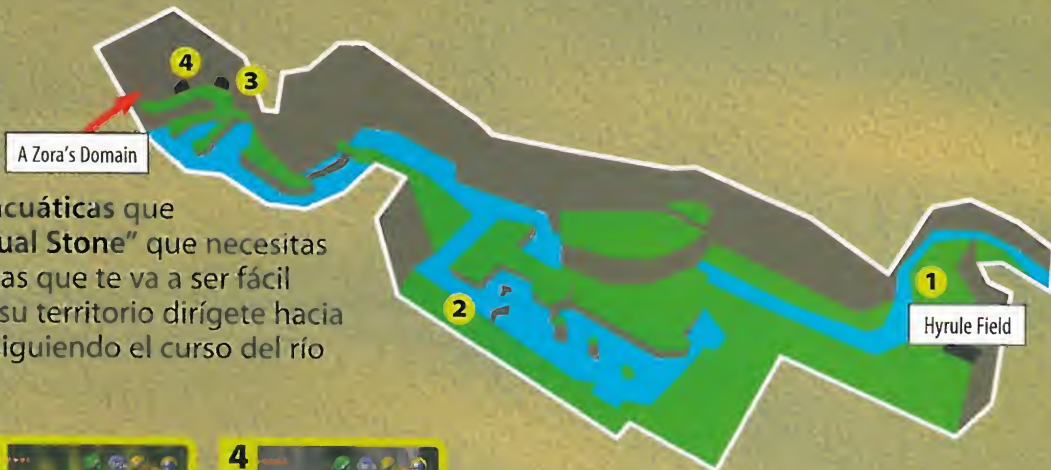 4
3
A Zora's Domain
acuáticas que
ual Stone" que necesitas
as que te va a ser fácil
su territorio dirígete hacia
iguiendo el curso del río
2
1
Hyrule Field
4